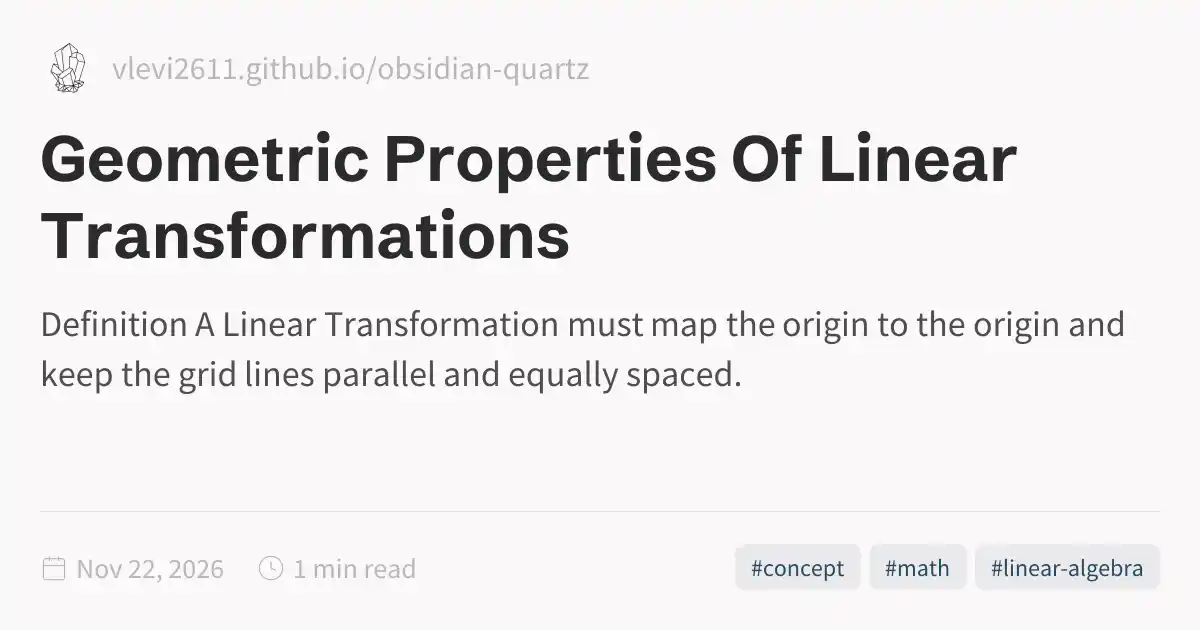 vlevi2611.github.io/obsidian-quartz
Geometric Properties Of Linear
Transformations
Definition A Linear Transformation must map the origin to the origin and
keep the grid lines parallel and equally spaced.
Nov 22, 2026 1 min read #concept #math #linear-algebra